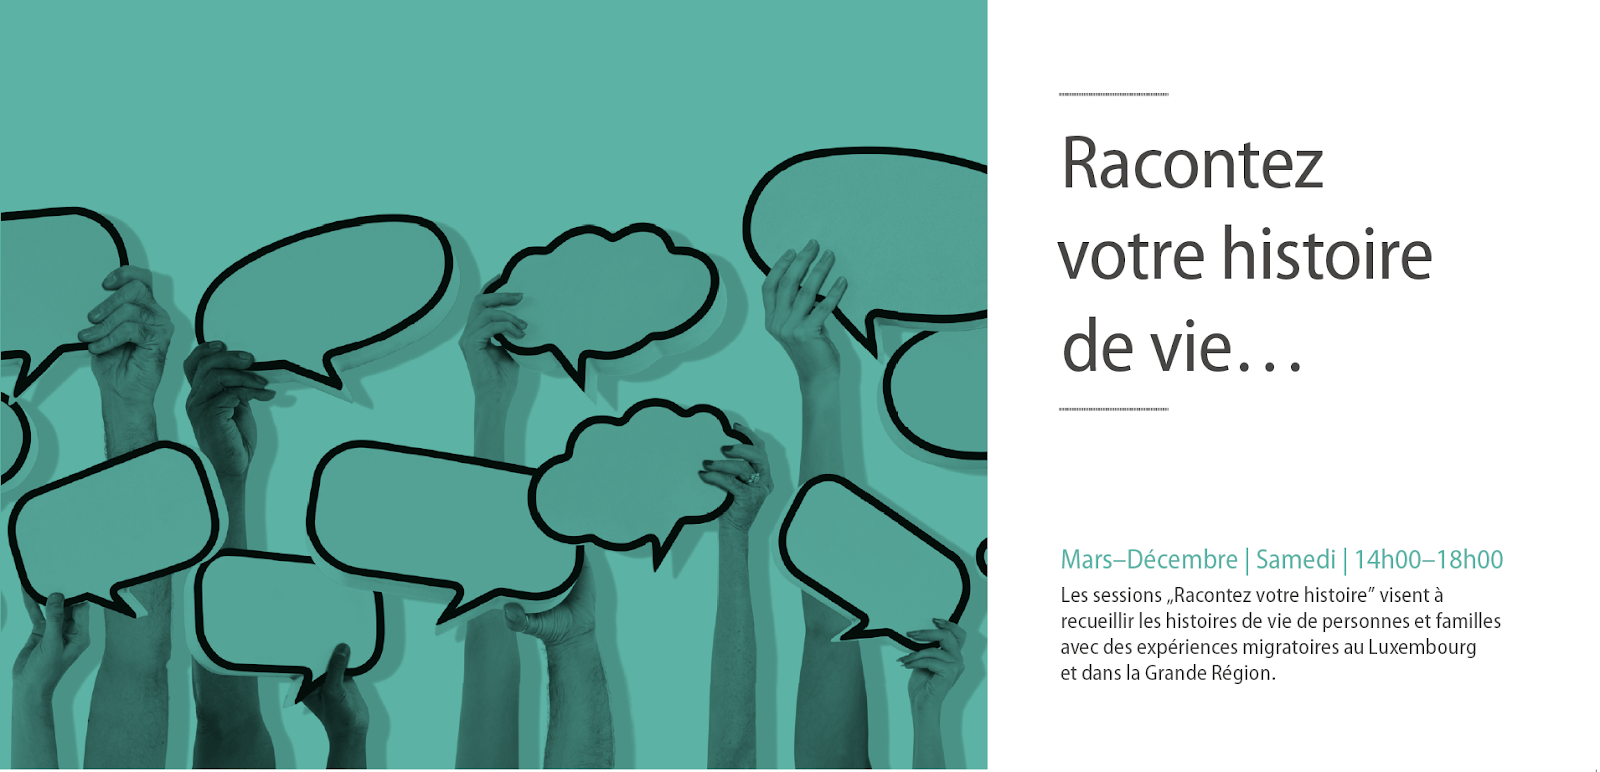 Racontez
votre histoire
de vie…
Mars–Décembre | Samedi | 14h00–18h00
Les sessions „Racontez votre histoire” visent à
recueillir les histoires de vie de personnes et familles
avec des expériences migratoires au Luxembourg
et dans la Grande Région.